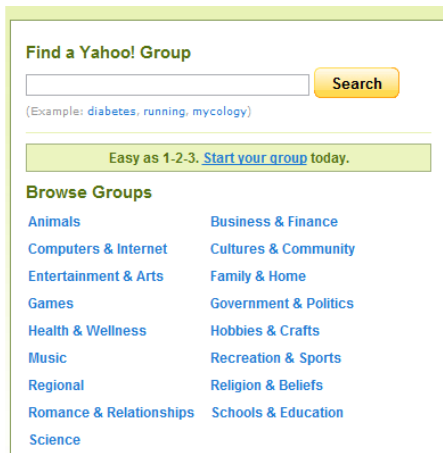 Find a Yahoo! Group
Search
(Example: diabetes, running, mycology)
Easy as 1-2-3. Start your group today.
Browse Groups
Animals
Business & Finance
Computers & Internet
Cultures & Community
Entertainment & Arts
Family & Home
Games
Government & Politics
Health & Wellness
Hobbies & Crafts
Music
Recreation & Sports
Regional
Religion & Beliefs
Romance & Relationships
Schools & Education
Science